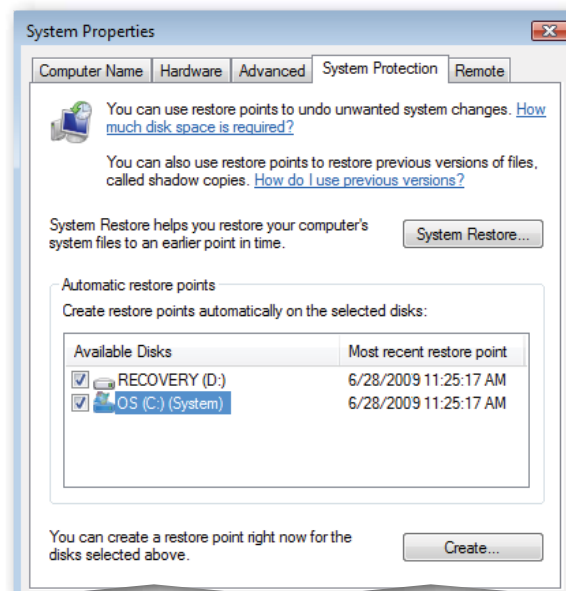 System Properties
Computer Name Hardware Advanced System Protection Remote
You can use restore points to undo unwanted system changes. How
much disk space is required?
You can also use restore points to restore previous versions of files,
called shadow copies. How do I use previous versions?
System Restore helps you restore your computer's
system files to an earlier point in time.
System Restore...
Automatic restore points
Create restore points automatically on the selected disks:
Available Disks Most recent restore point
RECOVERY (D:) 6/28/2009 11:25:17 AM
OS (C:) (System) 6/28/2009 11:25:17 AM
You can create a restore point right now for the
disks selected above.
Create...